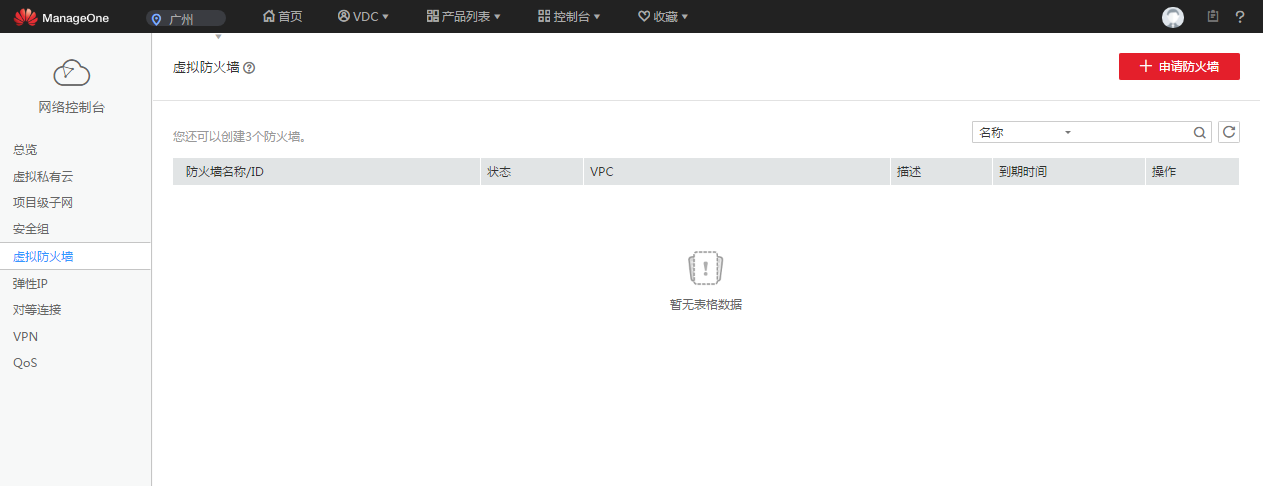 ManageOne 广州 首页 VDC 产品列表 控制台 收藏 ?
网络控制台
总览
虚拟私有云
项目级子网
安全组
虚拟防火墙
弹性IP
对等连接
VPN
QoS
虚拟防火墙 ?
+ 申请防火墙
您还可以创建3个防火墙。
名称
防火墙名称/ID 状态 VPC 描述 到期时间 操作
暂无表格数据